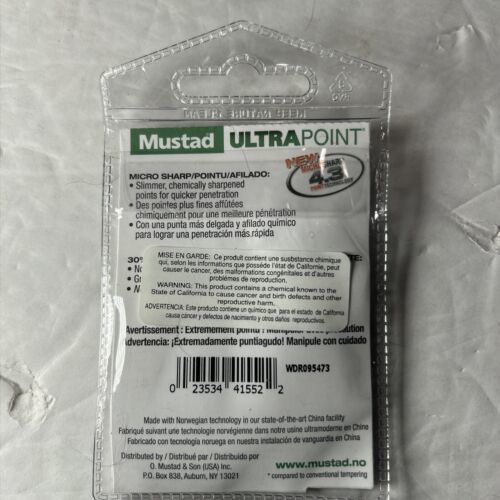 Mustad ULTRAPOINT
NEW
MICRO SHARP
4.3
POINT TECHNOLOGY
MICRO SHARP/POINTU/AFILADO:
• Slimmer, chemically sharpened
points for quicker penetration
• Des pointes plus fines affûtées
chimiquement pour une meilleure pénétration
• Con una punta más delgada y afilado químico
para lograr una penetración más rápida
30%
MISE EN GARDE: Ce produit contient une susbstance chimique
qui, selon les informations que possède l'état de Californie, peut
causer le cancer, des malformations congénitales et d'autres
problèmes de reproduction.
WARNING: This product contains a chemical known to the
State of California to cause cancer and birth defects and other
reproductive harm.
ADVERTENCIA: Este producto contiene un químico que para el estado de California
causa cáncer y defectos de nacimiento y otros daños reproductivos.
Avertissement : Extrêmement pointu !
Advertencia: ¡Extremadamente puntiagudo! Manipule con cuidado
WDR095473
0 23534 41552 2
Made with Norwegian technology in our state-of-the-art China facility
Fabriqué suivant une technologie norvégienne dans notre usine ultramoderne en Chine
Fabricado con tecnología noruega en nuestra instalación de vanguardia en China
Distributed by / Distribué par / Distribuido por
O. Mustad & Son (USA) Inc.
P.O. Box 838, Auburn, NY 13021
www.mustad.no
* compared to conventional tempering